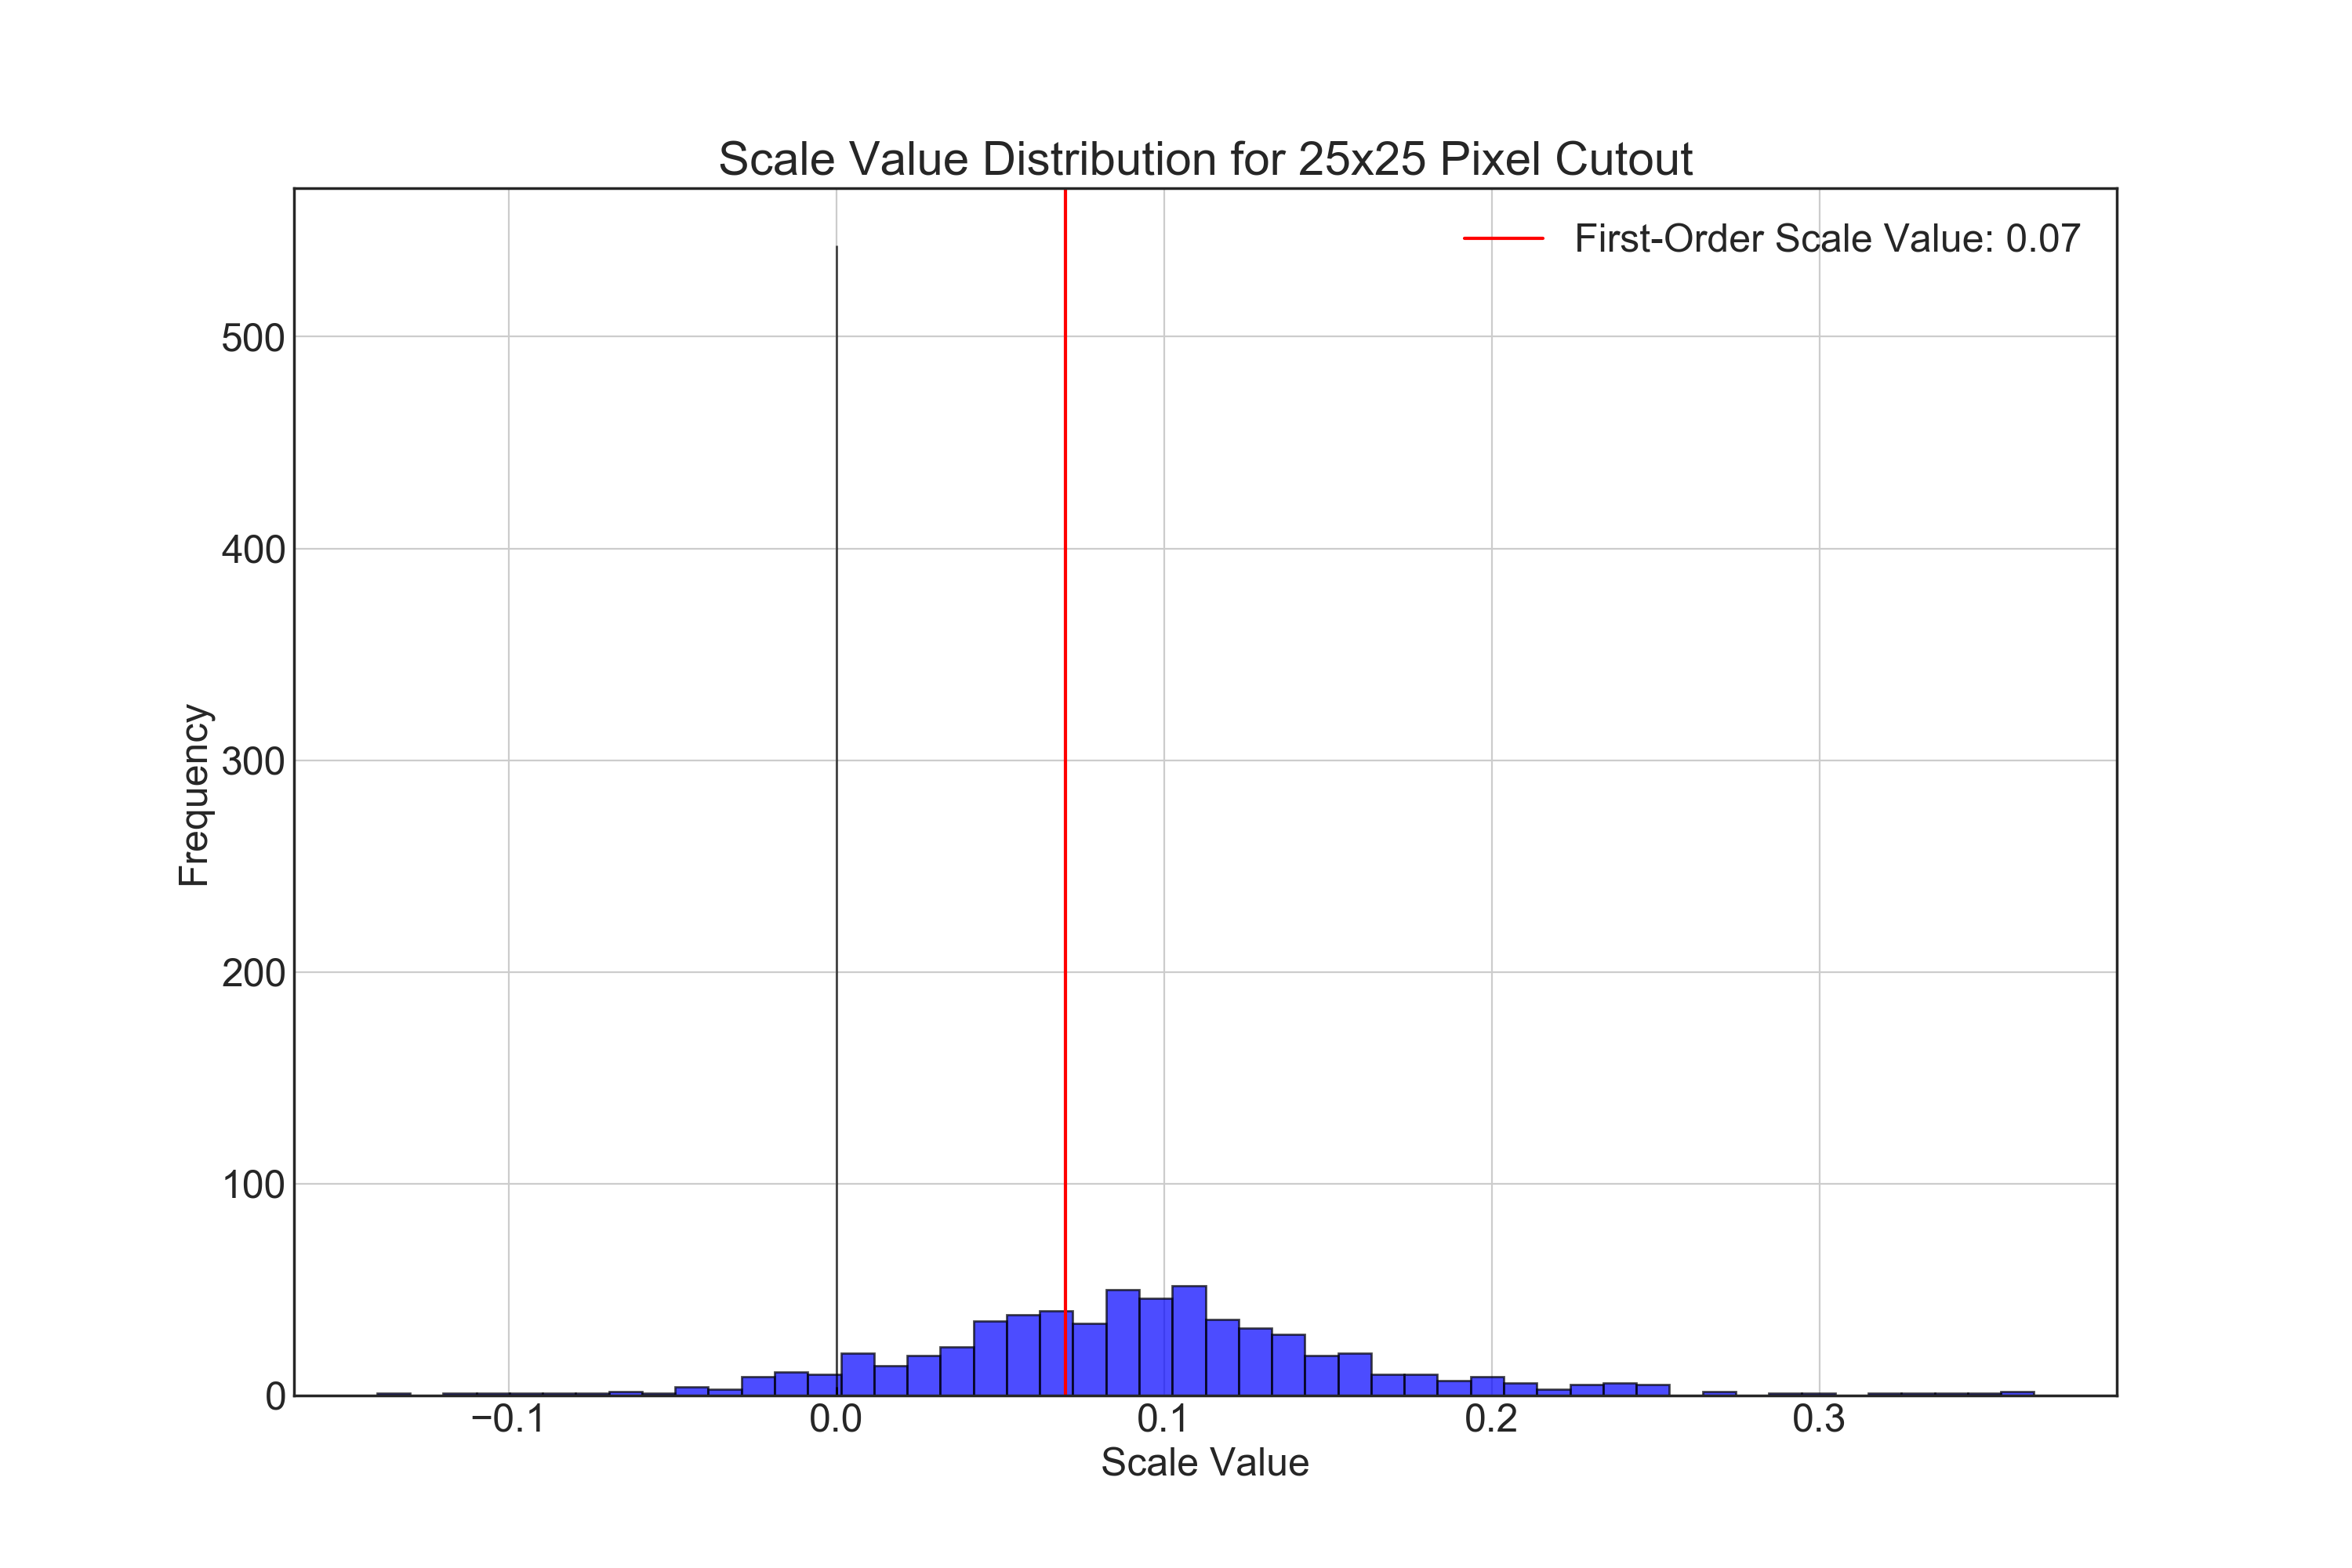 Scale Value Distribution for 25x25 Pixel Cutout
First-Order Scale Value: 0.07
Frequency
500
400
300
200
100
0
−0.1 0.0 0.1 0.2 0.3
Scale Value